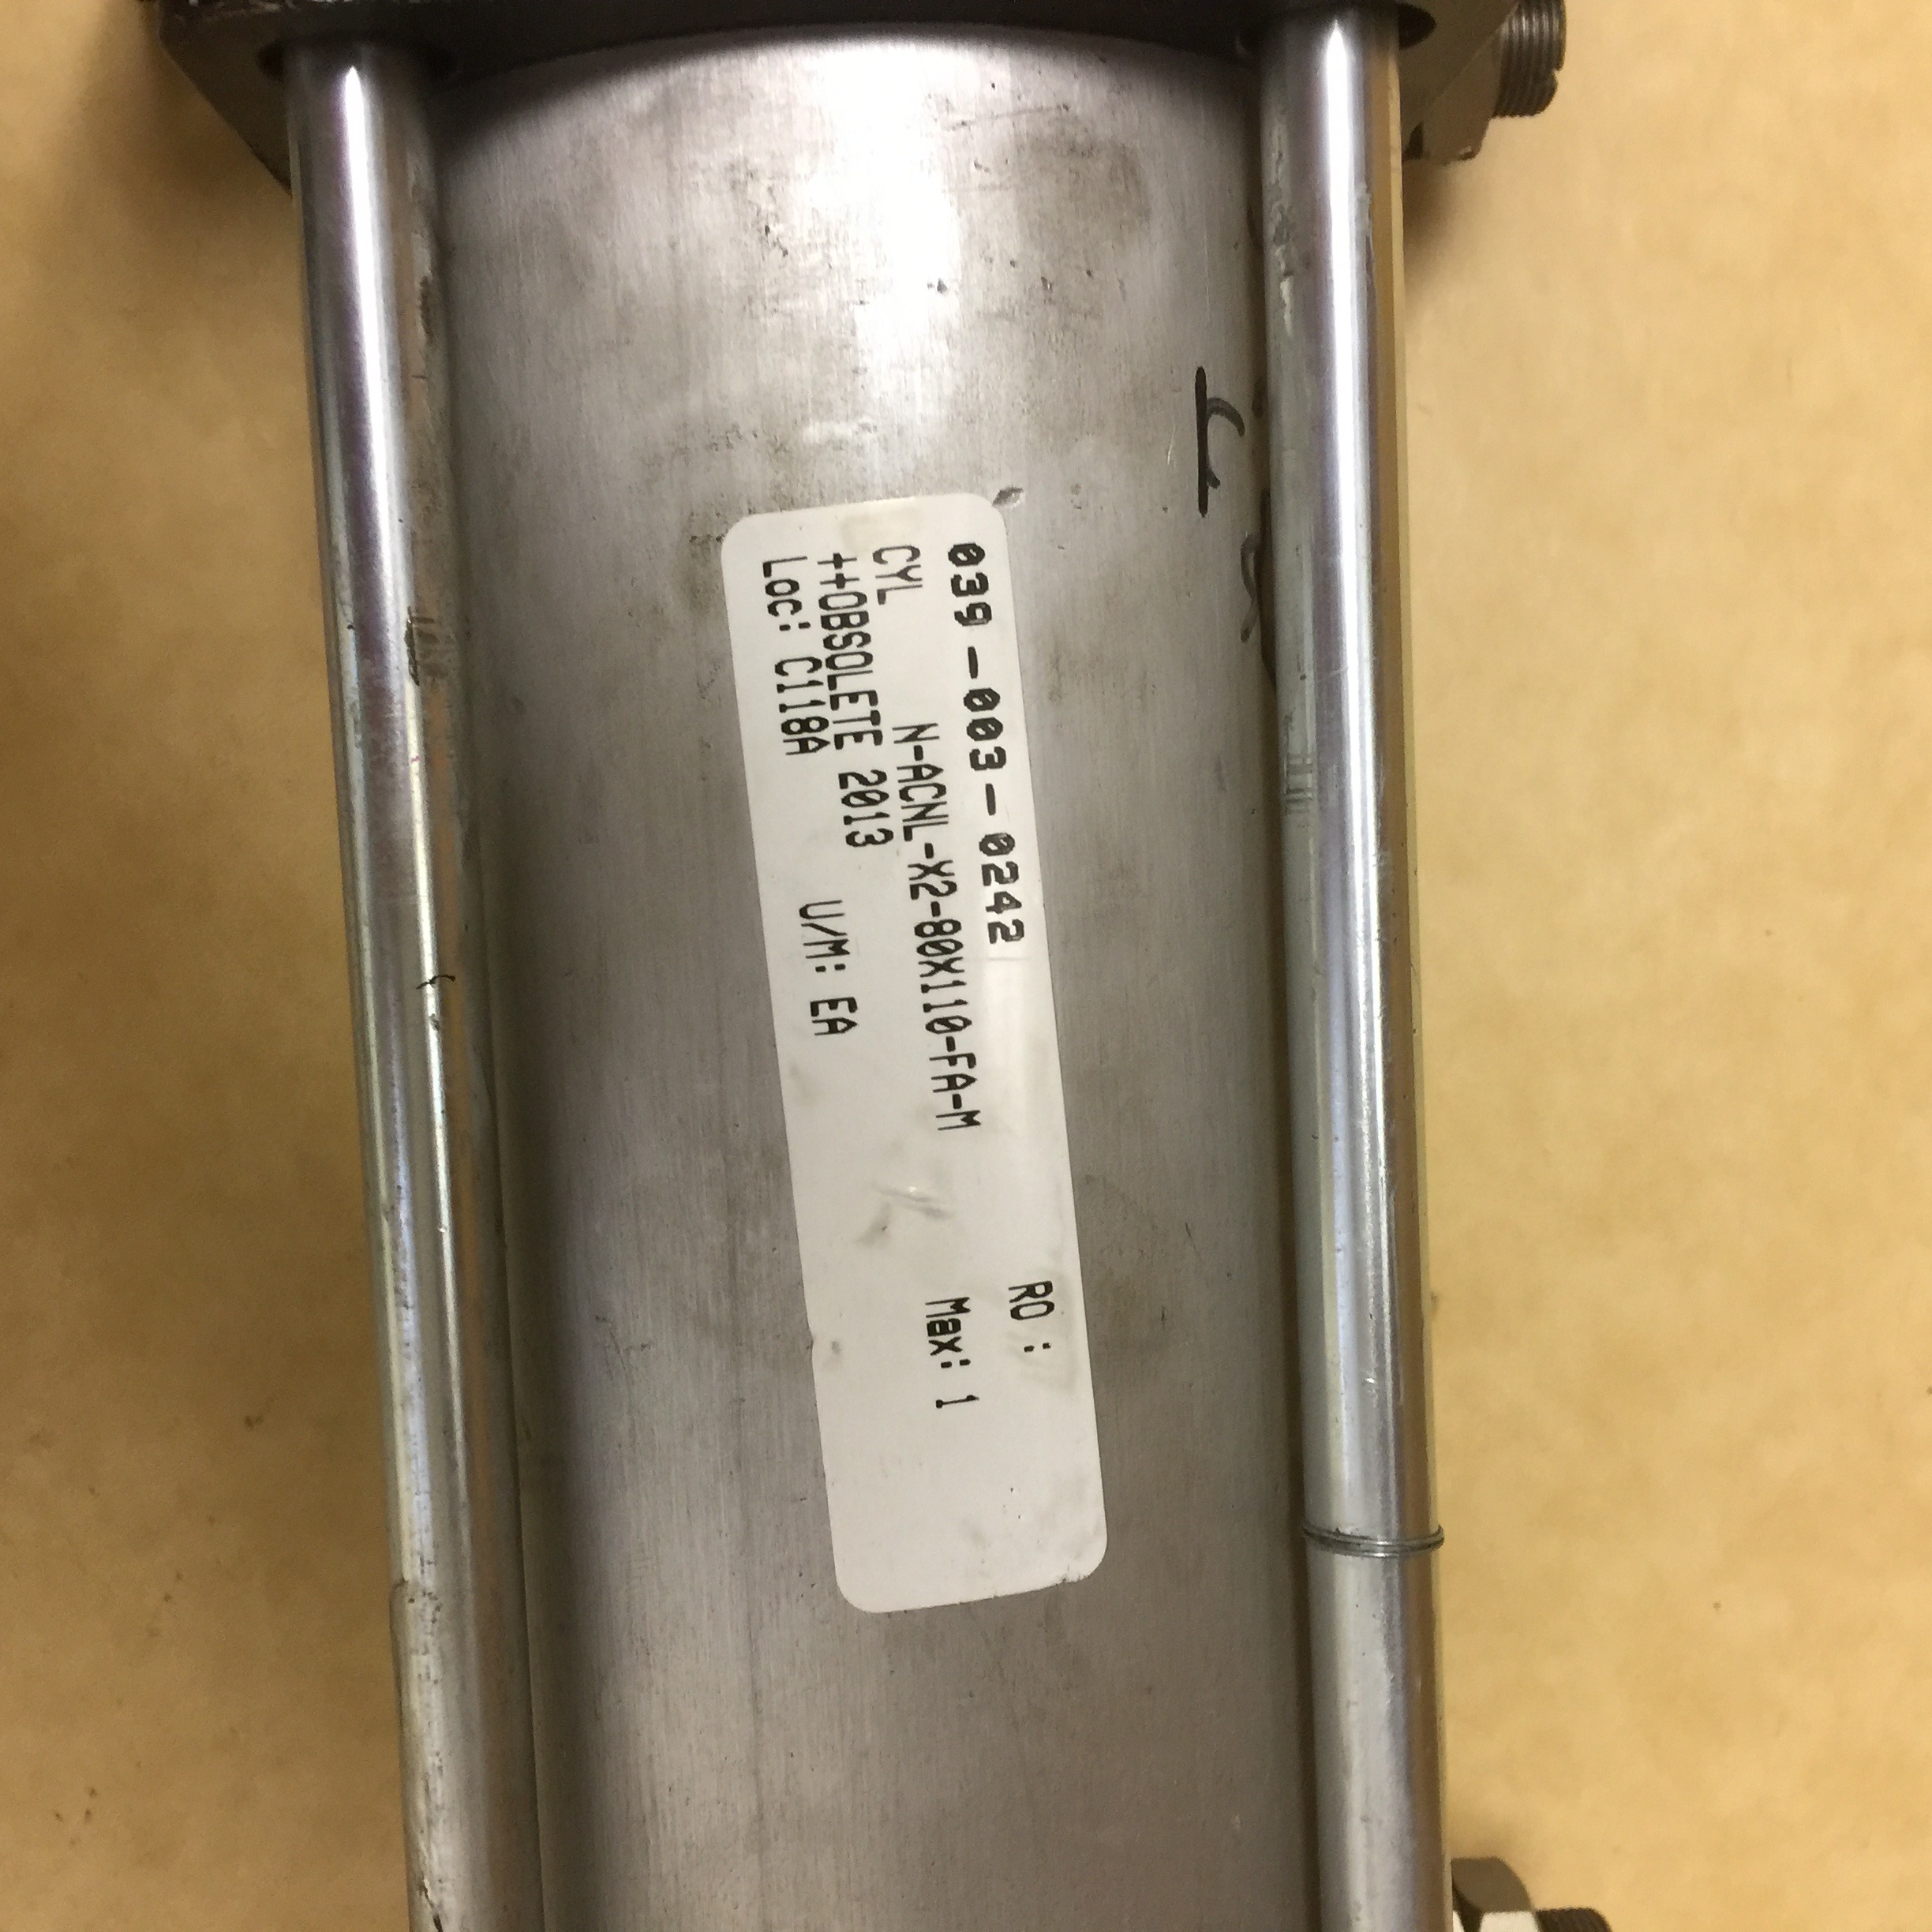 039-003-0242 RO:
CYL N-ACNL-X2-80X110-FA-M Max: 1
++OBSOLETE 2013
Loc: C118A U/M: EA